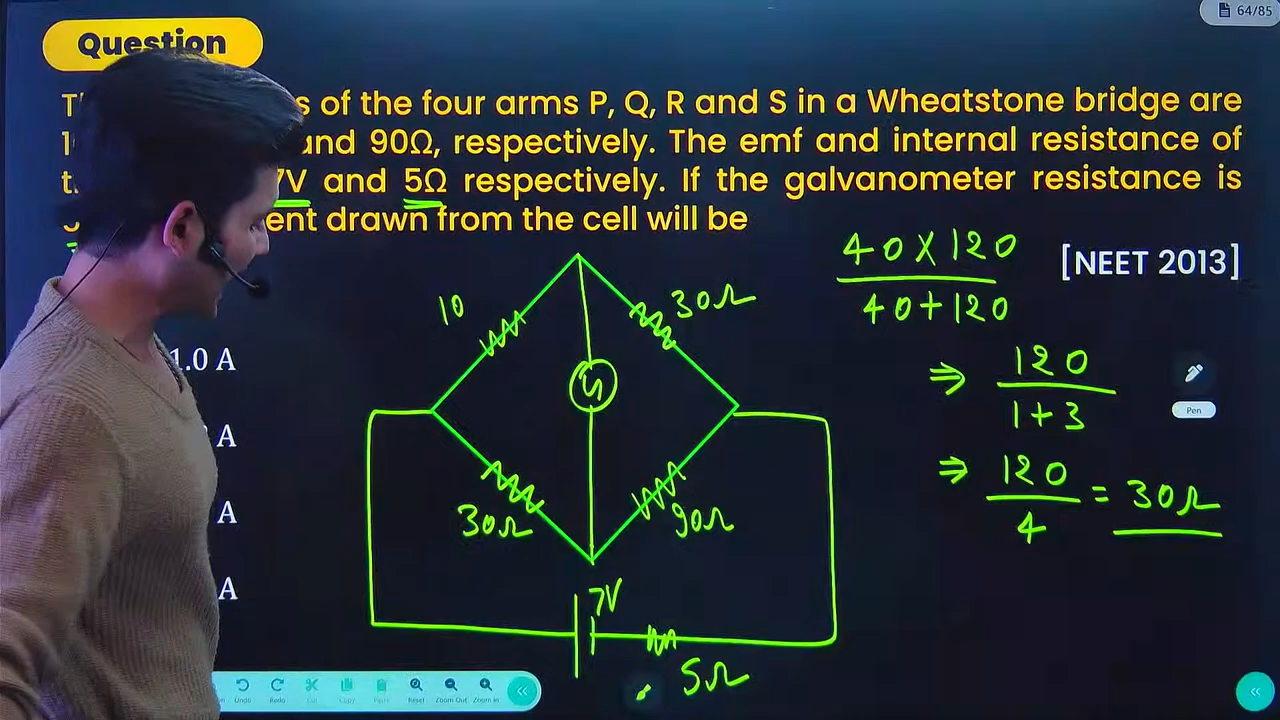 64/85
Question
s of the four arms P, Q, R and S in a Wheatstone bridge are
and 90Ω, respectively. The emf and internal resistance of
7V and 5Ω respectively. If the galvanometer resistance is
ent drawn from the cell will be
[NEET 2013]
40 X 120
40 + 120
⇒ 120
1 + 3
⇒ 120
4
= 30Ω
10
30Ω
G
30Ω
90Ω
7V
5Ω
1.0 A
A
A
A
Pen
Undo
Redo
Cut
Copy
Paste
Reset
Zoom Out
Zoom In